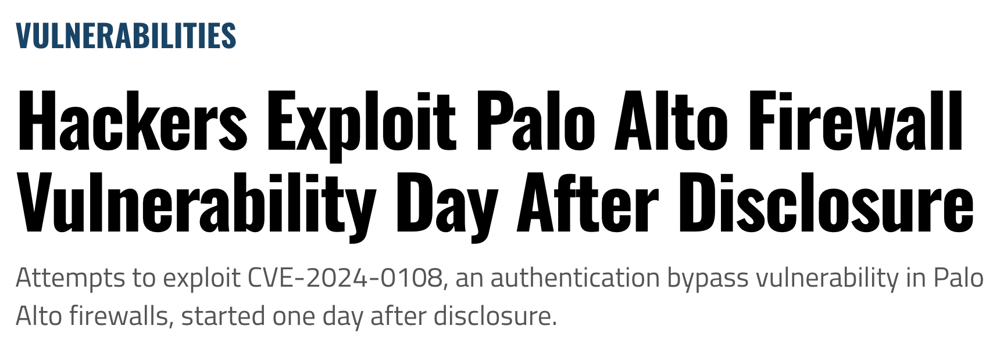 VULNERABILITIES
Hackers Exploit Palo Alto Firewall
Vulnerability Day After Disclosure
Attempts to exploit CVE-2024-0108, an authentication bypass vulnerability in Palo
Alto firewalls, started one day after disclosure.